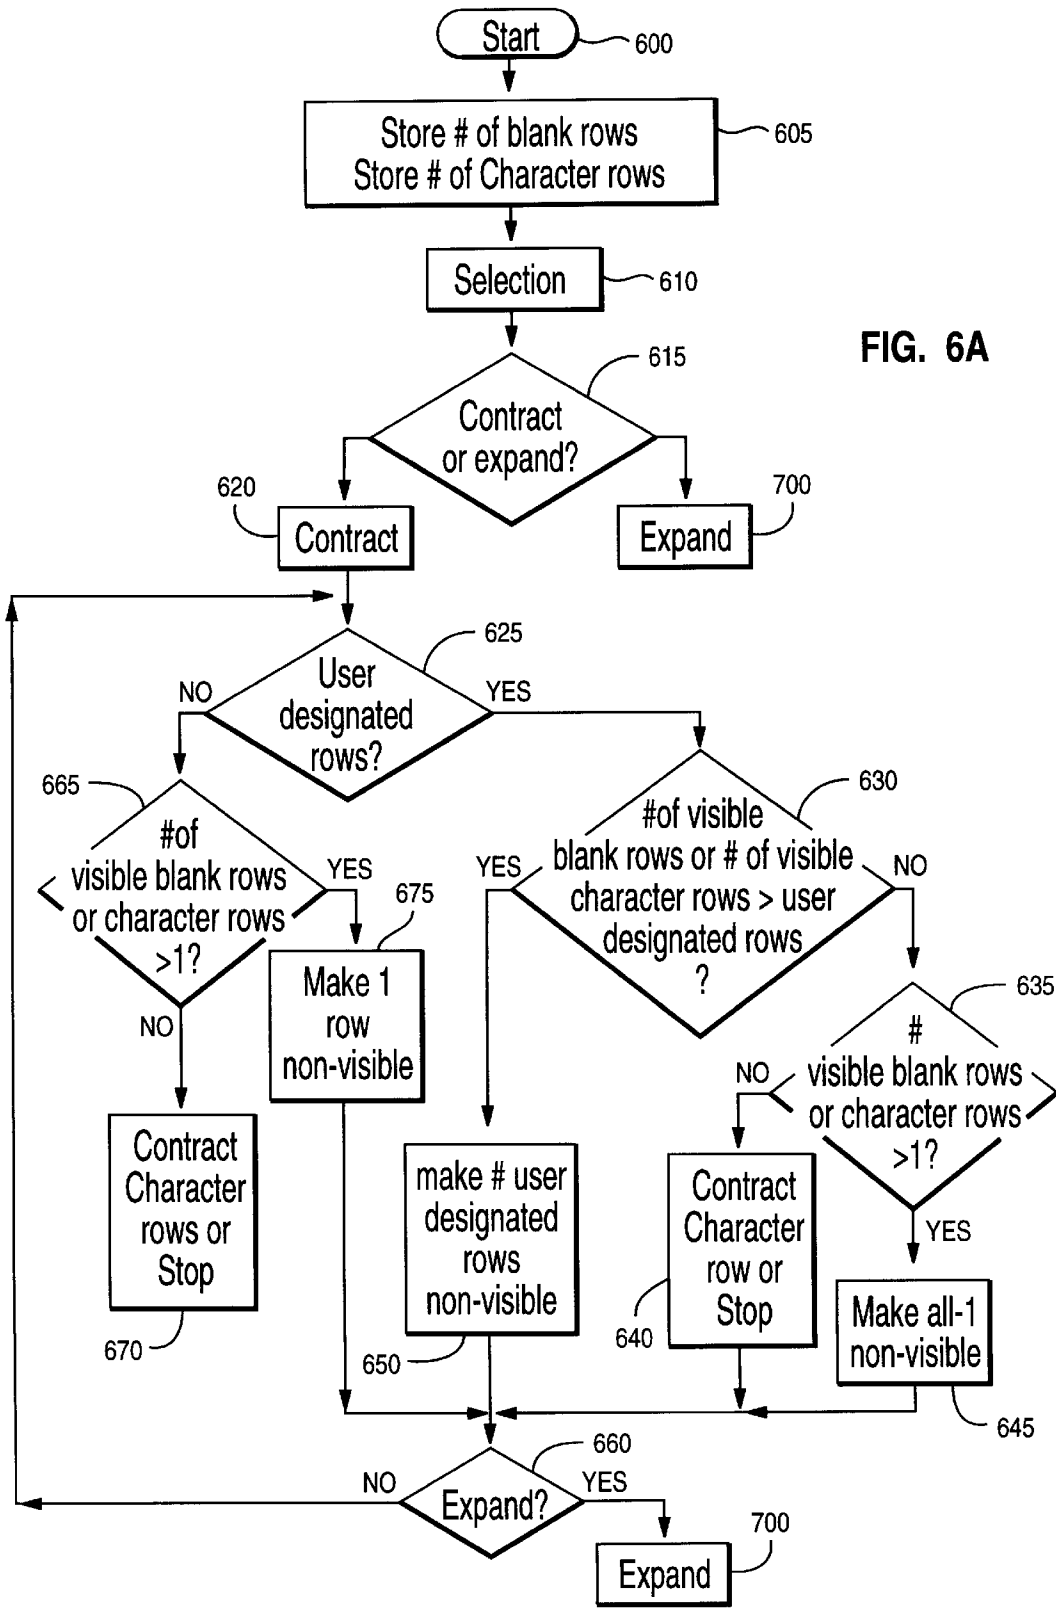 Start
600
Store # of blank rows
Store # of Character rows
605
Selection
610
FIG. 6A
615
Contract
or expand?
620
Contract
700
Expand
625
User
designated
rows?
NO
YES
665
#of
visible blank rows
or character rows
>1?
YES
NO
630
#of visible
blank rows or # of visible
character rows > user
designated rows
?
YES
NO
675
Make 1
row
non-visible
635
#
visible blank rows
or character rows
>1?
NO
YES
Contract
Character
rows or
Stop
670
make # user
designated
rows
non-visible
650
Contract
Character
row or
Stop
640
Make all-1
non-visible
645
660
Expand?
NO
YES
700
Expand